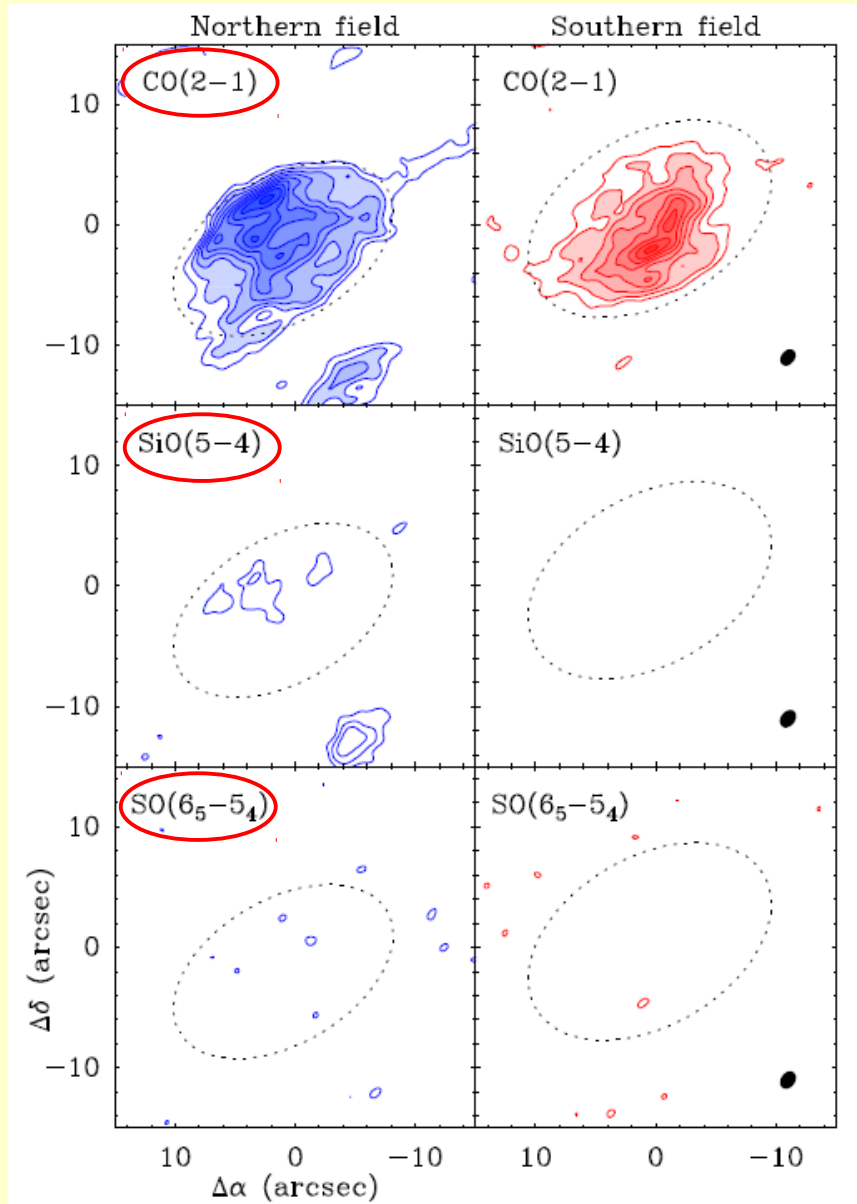 Northern field Southern field
CO(2−1) CO(2−1)
10
0
−10
SiO(5−4) SiO(5−4)
10
0
−10
SO(6₅−5₄) SO(6₅−5₄)
10
0
−10
Δδ (arcsec)
10 0 −10 10 0 −10
Δα (arcsec)